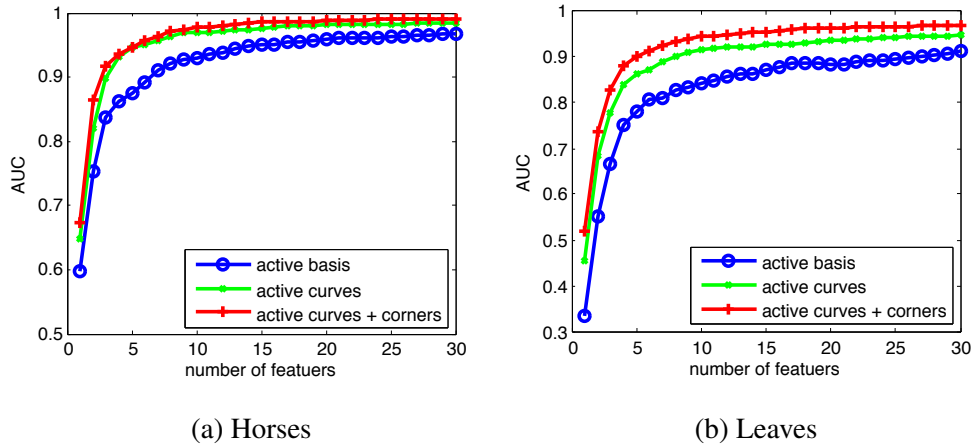 1
0.9
0.8
0.7
0.6
0.5
AUC
0 5 10 15 20 25 30
number of featuers
active basis
active curves
active curves + corners
(a) Horses
1
0.9
0.8
0.7
0.6
0.5
0.4
0.3
AUC
0 5 10 15 20 25 30
number of featuers
active basis
active curves
active curves + corners
(b) Leaves